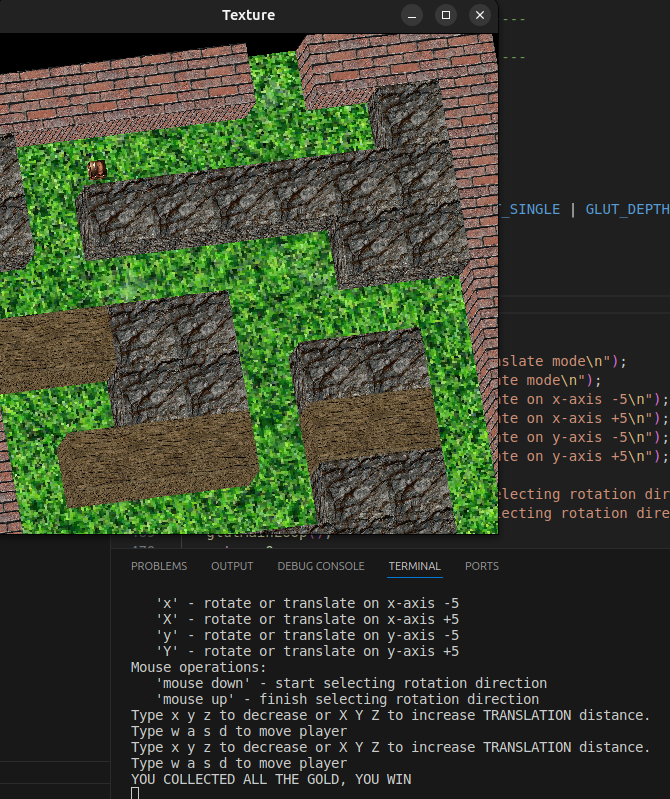 Texture
---
---
_SINGLE | GLUT_DEPTH
nslate mode\n");
te mode\n");
te on x-axis -5\n");
te on x-axis +5\n");
te on y-axis -5\n");
te on y-axis +5\n");
electing rotation dir
ecting rotation dire
PROBLEMS OUTPUT DEBUG CONSOLE TERMINAL PORTS
'x' - rotate or translate on x-axis -5
'X' - rotate or translate on x-axis +5
'y' - rotate or translate on y-axis -5
'Y' - rotate or translate on y-axis +5
Mouse operations:
'mouse down' - start selecting rotation direction
'mouse up' - finish selecting rotation direction
Type x y z to decrease or X Y Z to increase TRANSLATION distance.
Type w a s d to move player
Type x y z to decrease or X Y Z to increase TRANSLATION distance.
Type w a s d to move player
YOU COLLECTED ALL THE GOLD, YOU WIN